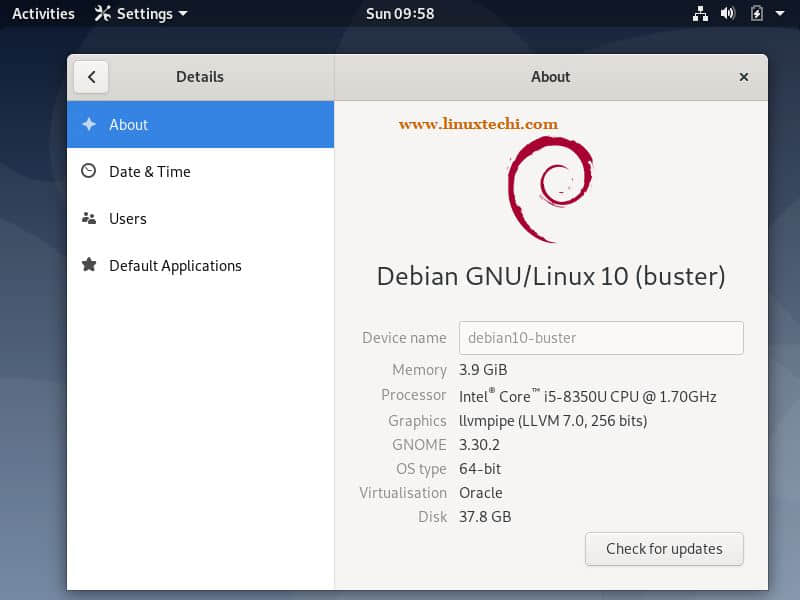 Activities Settings Sun 09:58
Details About
About
Date & Time
Users
Default Applications
www.linuxtechi.com
Debian GNU/Linux 10 (buster)
Device name debian10-buster
Memory 3.9 GiB
Processor Intel® Core™ i5-8350U CPU @ 1.70GHz
Graphics llvmpipe (LLVM 7.0, 256 bits)
GNOME 3.30.2
OS type 64-bit
Virtualisation Oracle
Disk 37.8 GB
Check for updates